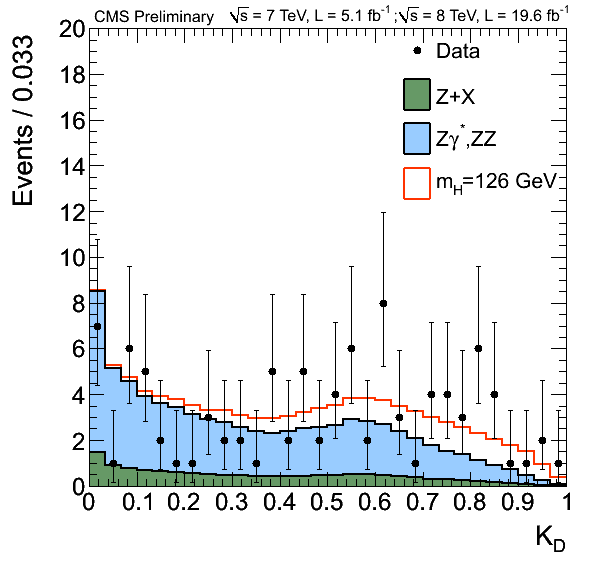 CMS Preliminary √s = 7 TeV, L = 5.1 fb⁻¹ ;√s = 8 TeV, L = 19.6 fb⁻¹
Events / 0.033
20
18
16
14
12
10
8
6
4
2
0
Data
Z+X
Zγ*,ZZ
m_H=126 GeV
0 0.1 0.2 0.3 0.4 0.5 0.6 0.7 0.8 0.9 1
K_D